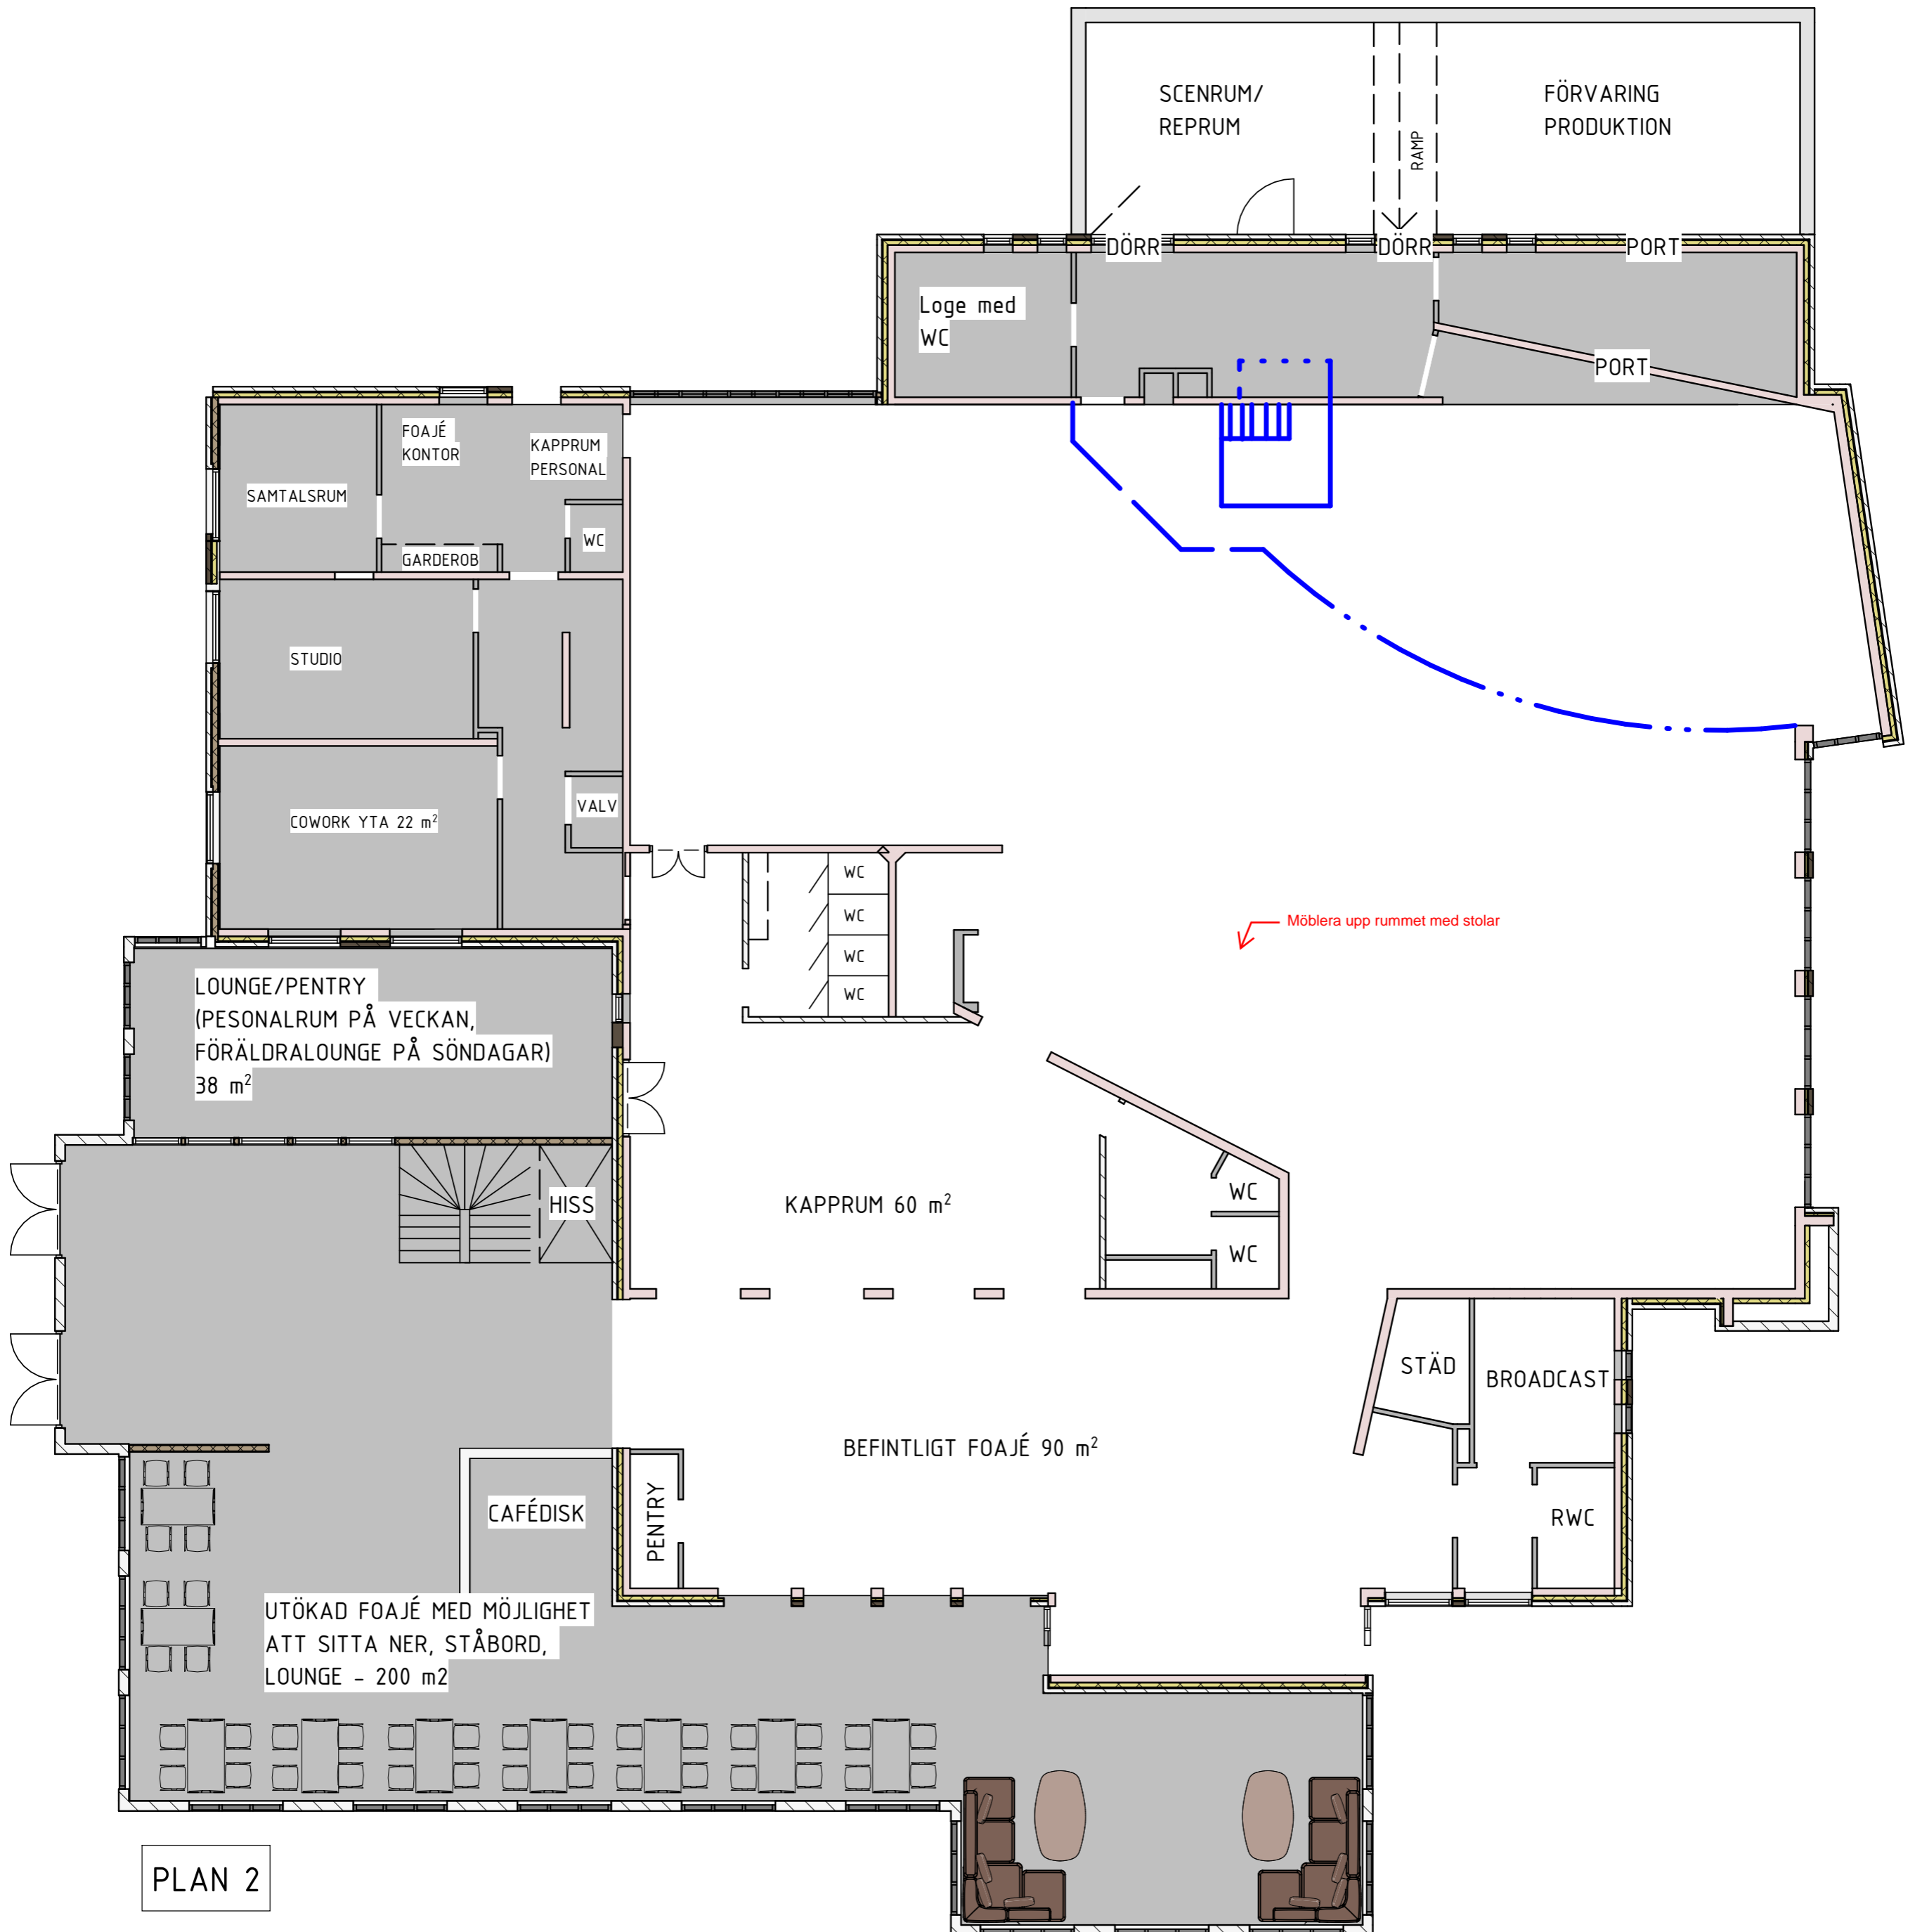 SCENRUM/
REPRUM
FÖRVARING
PRODUKTION
RAMP
DÖRR
DÖRR
PORT
Loge med
WC
PORT
FOAJÉ
KONTOR
KAPPRUM
PERSONAL
SAMTALSRUM
WC
GARDEROB
STUDIO
VALV
COWORK YTA 22 m²
WC
WC
WC
WC
Möblera upp rummet med stolar
LOUNGE/PENTRY
(PESONALRUM PÅ VECKAN,
FÖRÄLDRALOUNGE PÅ SÖNDAGAR)
38 m²
HISS
KAPPRUM 60 m²
WC
WC
STÄD
BROADCAST
BEFINTLIGT FOAJÉ 90 m²
CAFÉDISK
PENTRY
RWC
UTÖKAD FOAJÉ MED MÖJLIGHET
ATT SITTA NER, STÅBORD,
LOUNGE - 200 m2
PLAN 2